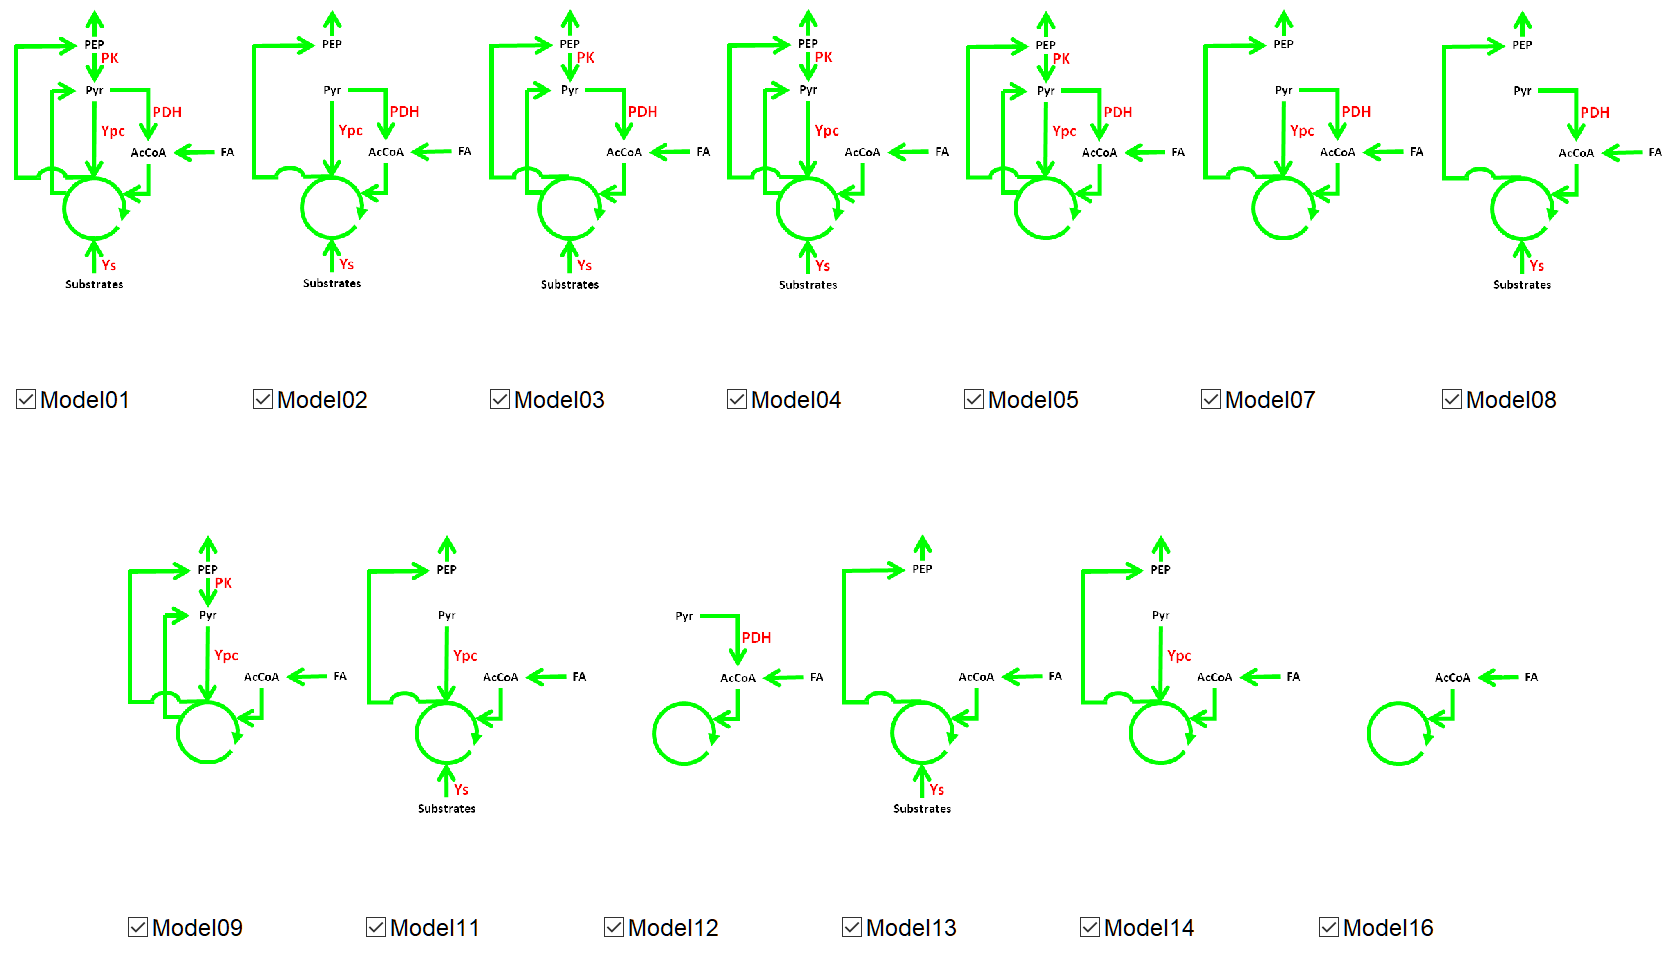 PEP PEP PEP PEP PEP PEP PEP
PK PK PK PK
Pyr Pyr Pyr Pyr Pyr Pyr Pyr
PDH PDH PDH PDH PDH PDH
Ypc Ypc Ypc Ypc Ypc
AcCoA FA AcCoA FA AcCoA FA AcCoA FA AcCoA FA AcCoA FA AcCoA FA
Ys Ys Ys Ys Ys
Substrates Substrates Substrates Substrates Substrates
Model01 Model02 Model03 Model04 Model05 Model07 Model08
PEP PEP PEP PEP
PK
Pyr Pyr Pyr Pyr
PDH
Ypc Ypc Ypc
AcCoA FA AcCoA FA AcCoA FA AcCoA FA AcCoA FA AcCoA FA
Ys Ys
Substrates Substrates
Model09 Model11 Model12 Model13 Model14 Model16